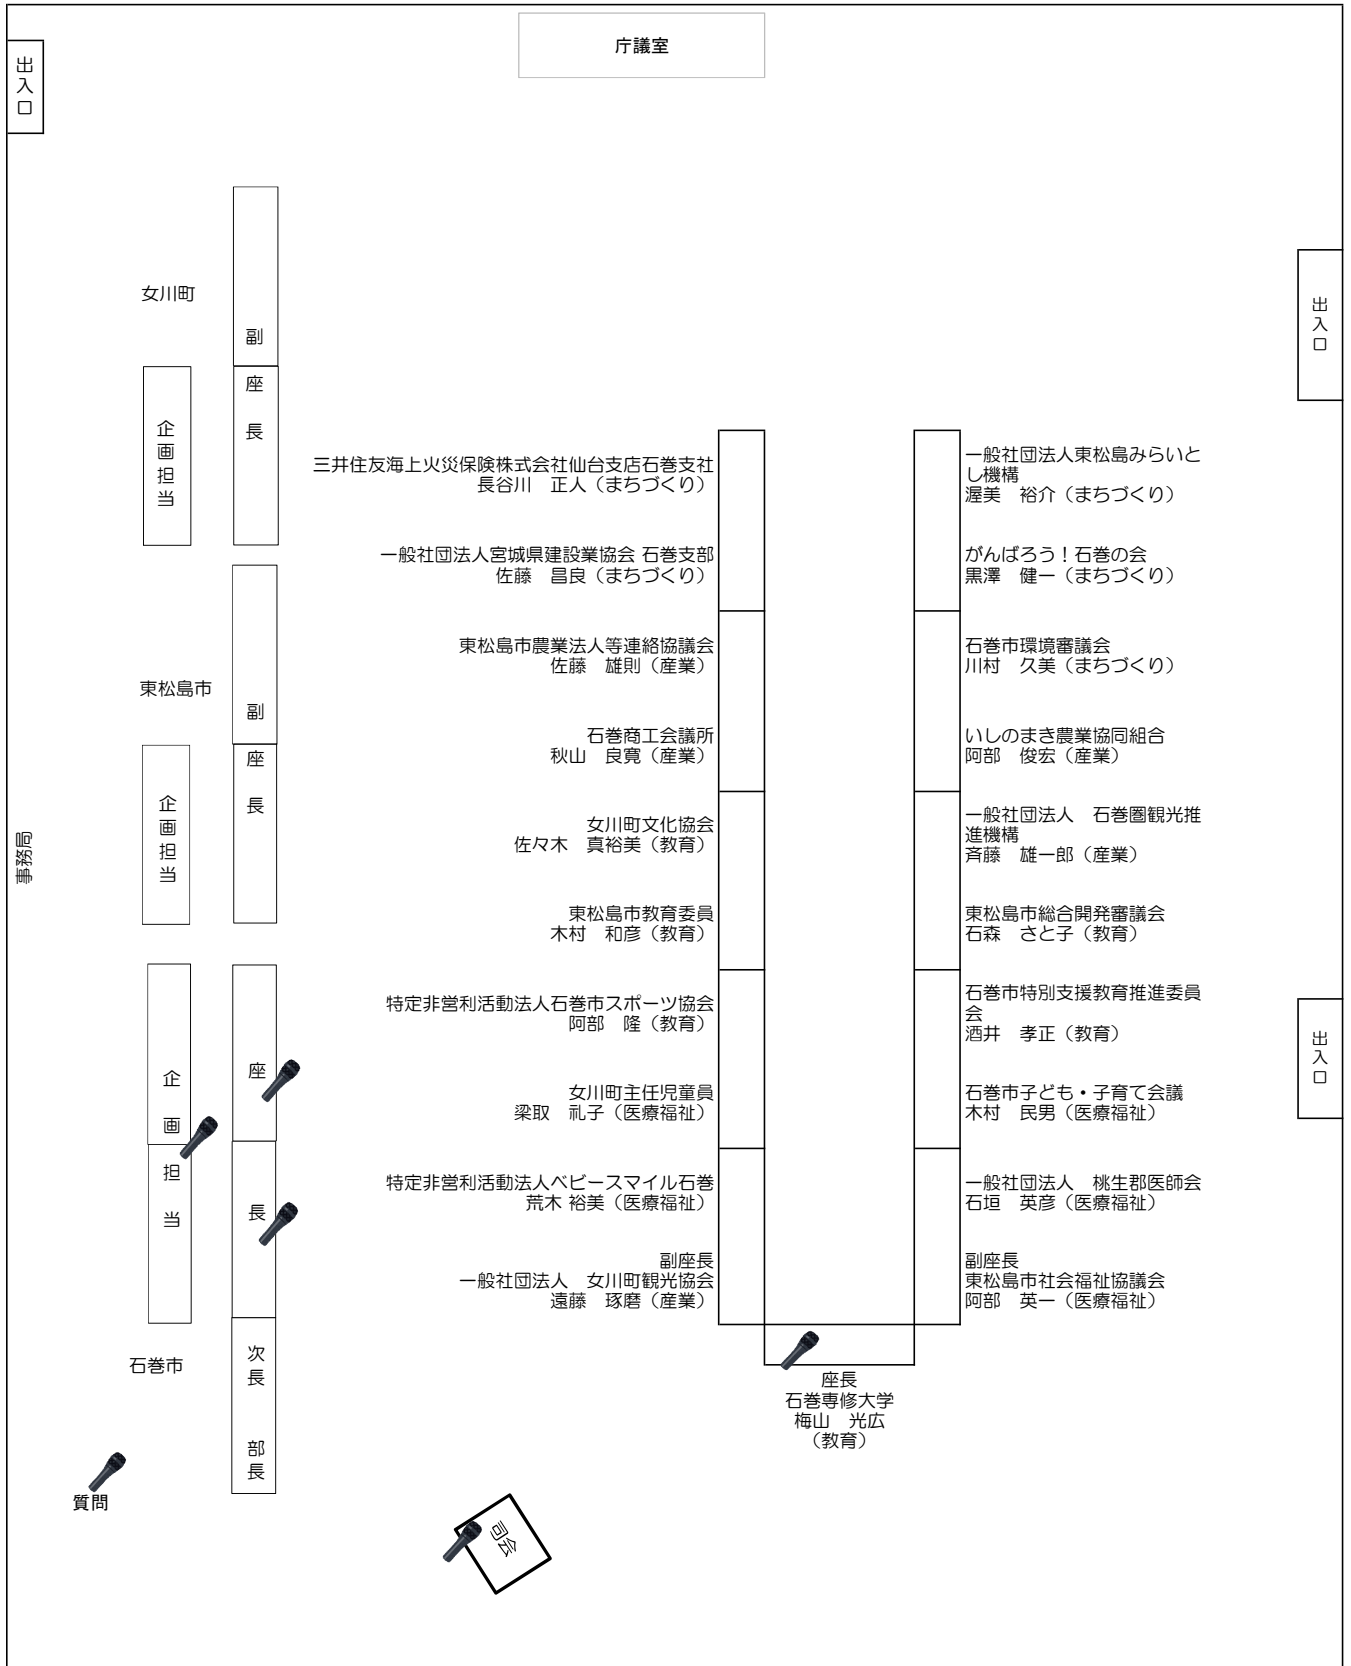 庁議室
出入口
女川町
副座長
企画担当
出入口
三井住友海上火災保険株式会社仙台支店石巻支社
長谷川　正人（まちづくり）
一般社団法人宮城県建設業協会 石巻支部
佐藤　昌良（まちづくり）
東松島市農業法人等連絡協議会
佐藤　雄則（産業）
石巻商工会議所
秋山　良寛（産業）
女川町文化協会
佐々木　真裕美（教育）
東松島市教育委員
木村　和彦（教育）
特定非営利活動法人石巻市スポーツ協会
阿部　隆（教育）
女川町主任児童員
梁取　礼子（医療福祉）
特定非営利活動法人ベビースマイル石巻
荒木 裕美（医療福祉）
副座長
一般社団法人　女川町観光協会
遠藤　琢磨（産業）
一般社団法人東松島みらいと
し機構
渥美　裕介（まちづくり）
がんばろう！石巻の会
黒澤　健一（まちづくり）
石巻市環境審議会
川村　久美（まちづくり）
いしのまき農業協同組合
阿部　俊宏（産業）
一般社団法人　石巻圏観光推
進機構
斉藤　雄一郎（産業）
東松島市総合開発審議会
石森　さと子（教育）
石巻市特別支援教育推進委員
会
酒井　孝正（教育）
石巻市子ども・子育て会議
木村　民男（医療福祉）
一般社団法人　桃生郡医師会
石垣　英彦（医療福祉）
副座長
東松島市社会福祉協議会
阿部　英一（医療福祉）
座長
石巻専修大学
梅山　光広
（教育）
東松島市
副座長
企画担当
事務局
出入口
座長
企画担当
石巻市
次長
部長
質問
司会